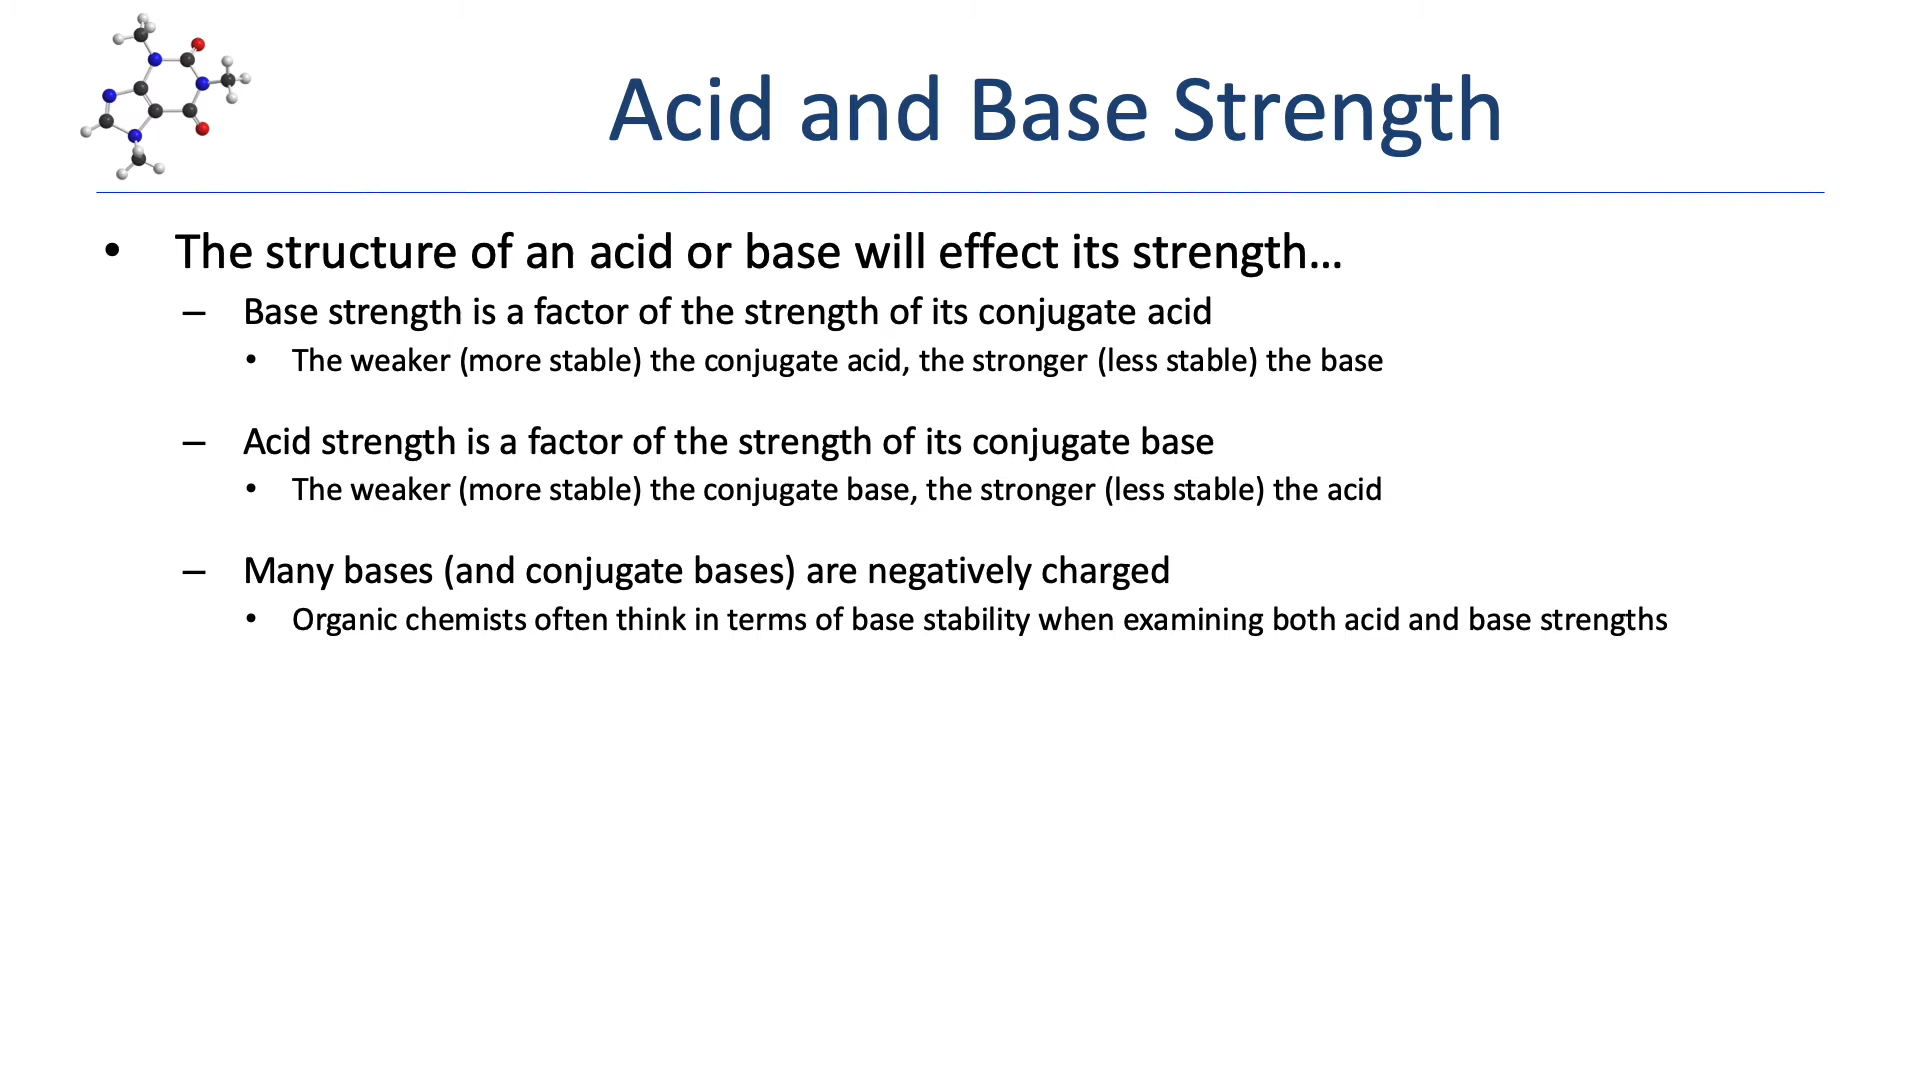 Acid and Base Strength
• The structure of an acid or base will effect its strength…
– Base strength is a factor of the strength of its conjugate acid
• The weaker (more stable) the conjugate acid, the stronger (less stable) the base
– Acid strength is a factor of the strength of its conjugate base
• The weaker (more stable) the conjugate base, the stronger (less stable) the acid
– Many bases (and conjugate bases) are negatively charged
• Organic chemists often think in terms of base stability when examining both acid and base strengths